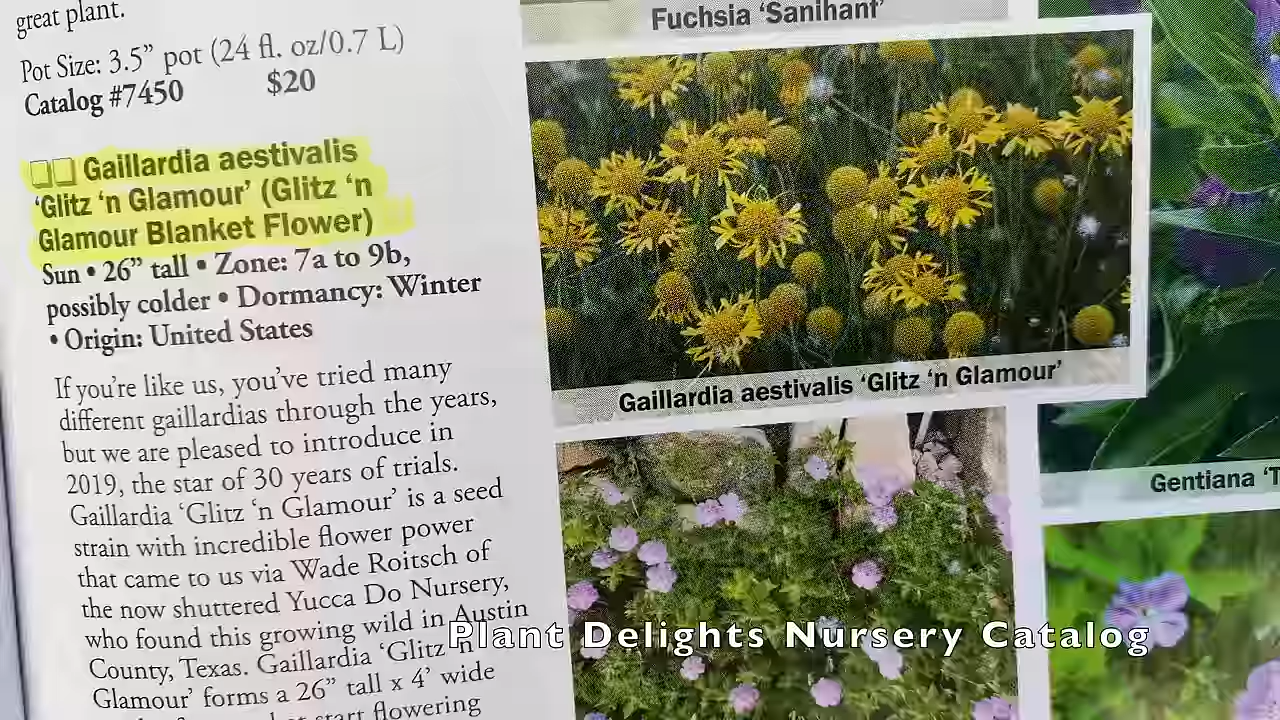 great plant.
Pot Size: 3.5” pot (24 fl. oz/0.7 L)
Catalog #7450 $20
Gaillardia aestivalis
‘Glitz ‘n Glamour’ (Glitz ‘n
Glamour Blanket Flower)
Sun • 26” tall • Zone: 7a to 9b,
possibly colder • Dormancy: Winter
• Origin: United States
If you’re like us, you’ve tried many
different gaillardias through the years,
but we are pleased to introduce in
2019, the star of 30 years of trials.
Gaillardia ‘Glitz ‘n Glamour’ is a seed
strain with incredible flower power
that came to us via Wade Roitsch of
the now shuttered Yucca Do Nursery,
who found this growing wild in Austin
County, Texas. Gaillardia ‘Glitz ‘n
Glamour’ forms a 26” tall x 4’ wide
start flowering
Fuchsia ‘Sanihanf’
Gaillardia aestivalis ‘Glitz ‘n Glamour’
Gentiana
Plant Delights Nursery Catalog